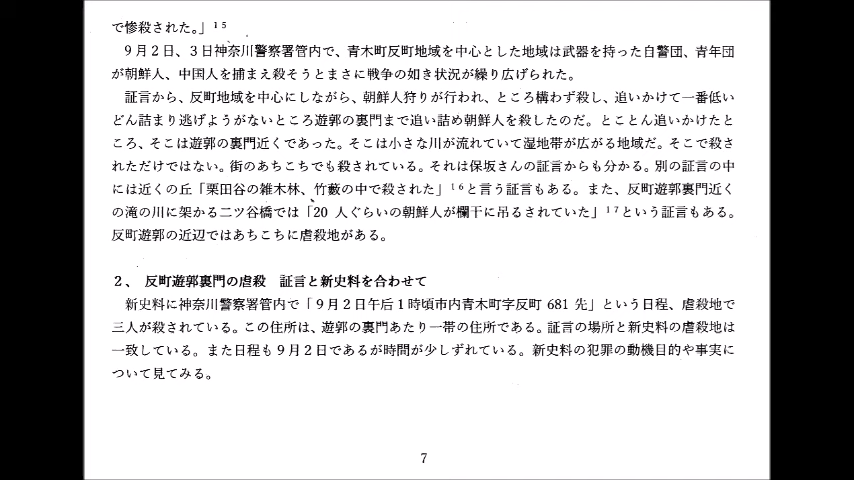 で惨殺された。」１５
９月２日、３日神奈川警察署管内で、青木町反町地域を中心とした地域は武器を持った自警団、青年団
が朝鮮人、中国人を捕まえ殺そうとまさに戦争の如き状況が繰り広げられた。
証言から、反町地域を中心にしながら、朝鮮人狩りが行われ、ところ構わず殺し、追いかけて一番低い
どん詰まり逃げようがないところ遊郭の裏門まで追い詰め朝鮮人を殺したのだ。とことん追いかけたと
ころ、そこは遊郭の裏門近くであった。そこは小さな川が流れていて湿地帯が広がる地域だ。そこで殺さ
れただけではない。街のあちこちでも殺されている。それは保坂さんの証言からも分かる。別の証言の中
には近くの丘「栗田谷の雑木林、竹藪の中で殺された」１６と言う証言もある。また、反町遊郭裏門近く
の滝の川に架かる二ツ谷橋では「20 人ぐらいの朝鮮人が欄干に吊るされていた」１７という証言もある。
反町遊郭の近辺ではあちこちに虐殺地がある。
２、 反町遊郭裏門の虐殺　証言と新史料を合わせて
新史料に神奈川警察署管内で「９月２日午后１時頃市内青木町字反町 681 先」という日程、虐殺地で
三人が殺されている。この住所は、遊郭の裏門あたり一帯の住所である。証言の場所と新史料の虐殺地は
一致している。また日程も９月２日であるが時間が少しずれている。新史料の犯罪の動機目的や事実に
ついて見てみる。
7